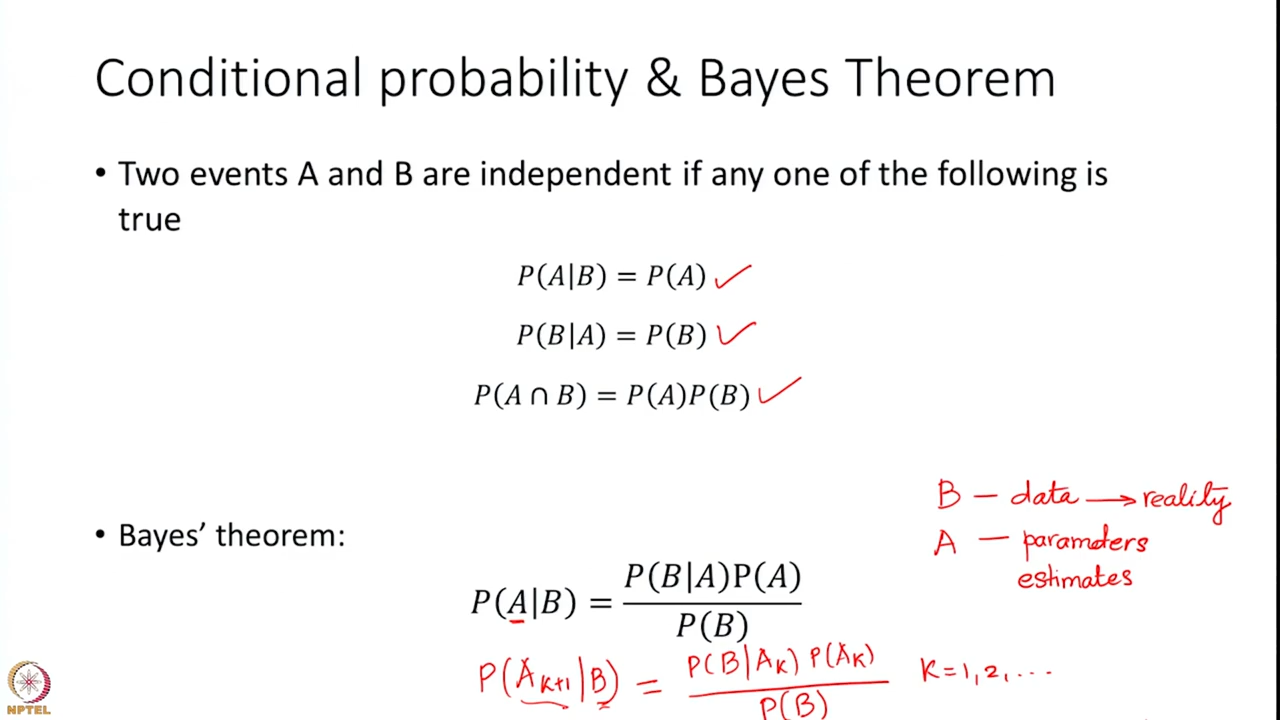 Conditional probability & Bayes Theorem
• Two events A and B are independent if any one of the following is
true
P(A|B) = P(A) ✓
P(B|A) = P(B) ✓
P(A ∩ B) = P(A)P(B) ✓
B – data → reality
A – parameters
estimates
• Bayes' theorem:
P(A|B) = P(B|A)P(A) / P(B)
P(A_{K+1}|B) = P(B|A_K) P(A_K) / P(B) K=1,2,...
NPTEL